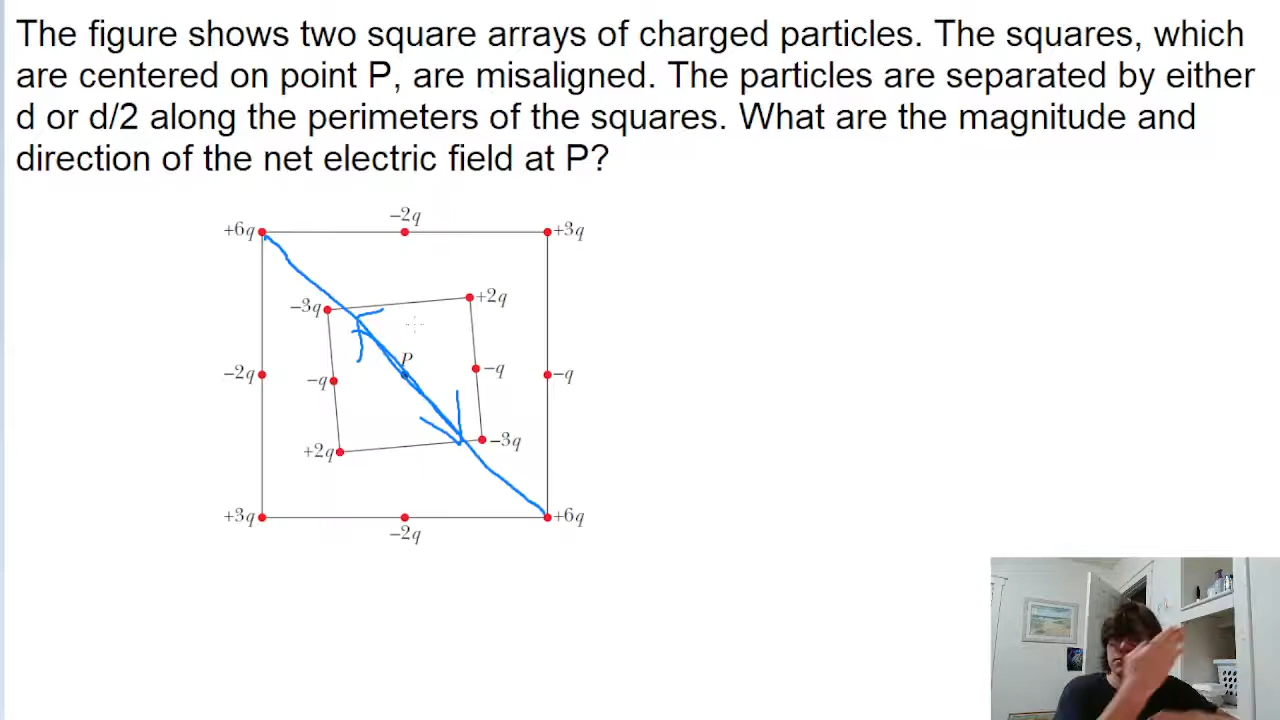 The figure shows two square arrays of charged particles. The squares, which
are centered on point P, are misaligned. The particles are separated by either
d or d/2 along the perimeters of the squares. What are the magnitude and
direction of the net electric field at P?
−2q
+6q
+3q
−3q
+2q
P
−2q
−q
−q
−q
−3q
+2q
+3q
+6q
−2q